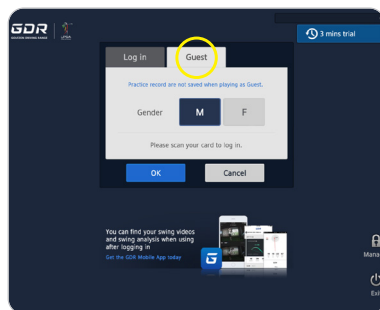 GDR
3 mins trial
Log in
Guest
Practice record are not saved when playing as Guest.
Gender
M
F
Please scan your card to log in.
OK
Cancel
You can find your swing videos
and swing analysis when using
after logging in
Get the GDR Mobile App today
Mana
Exi